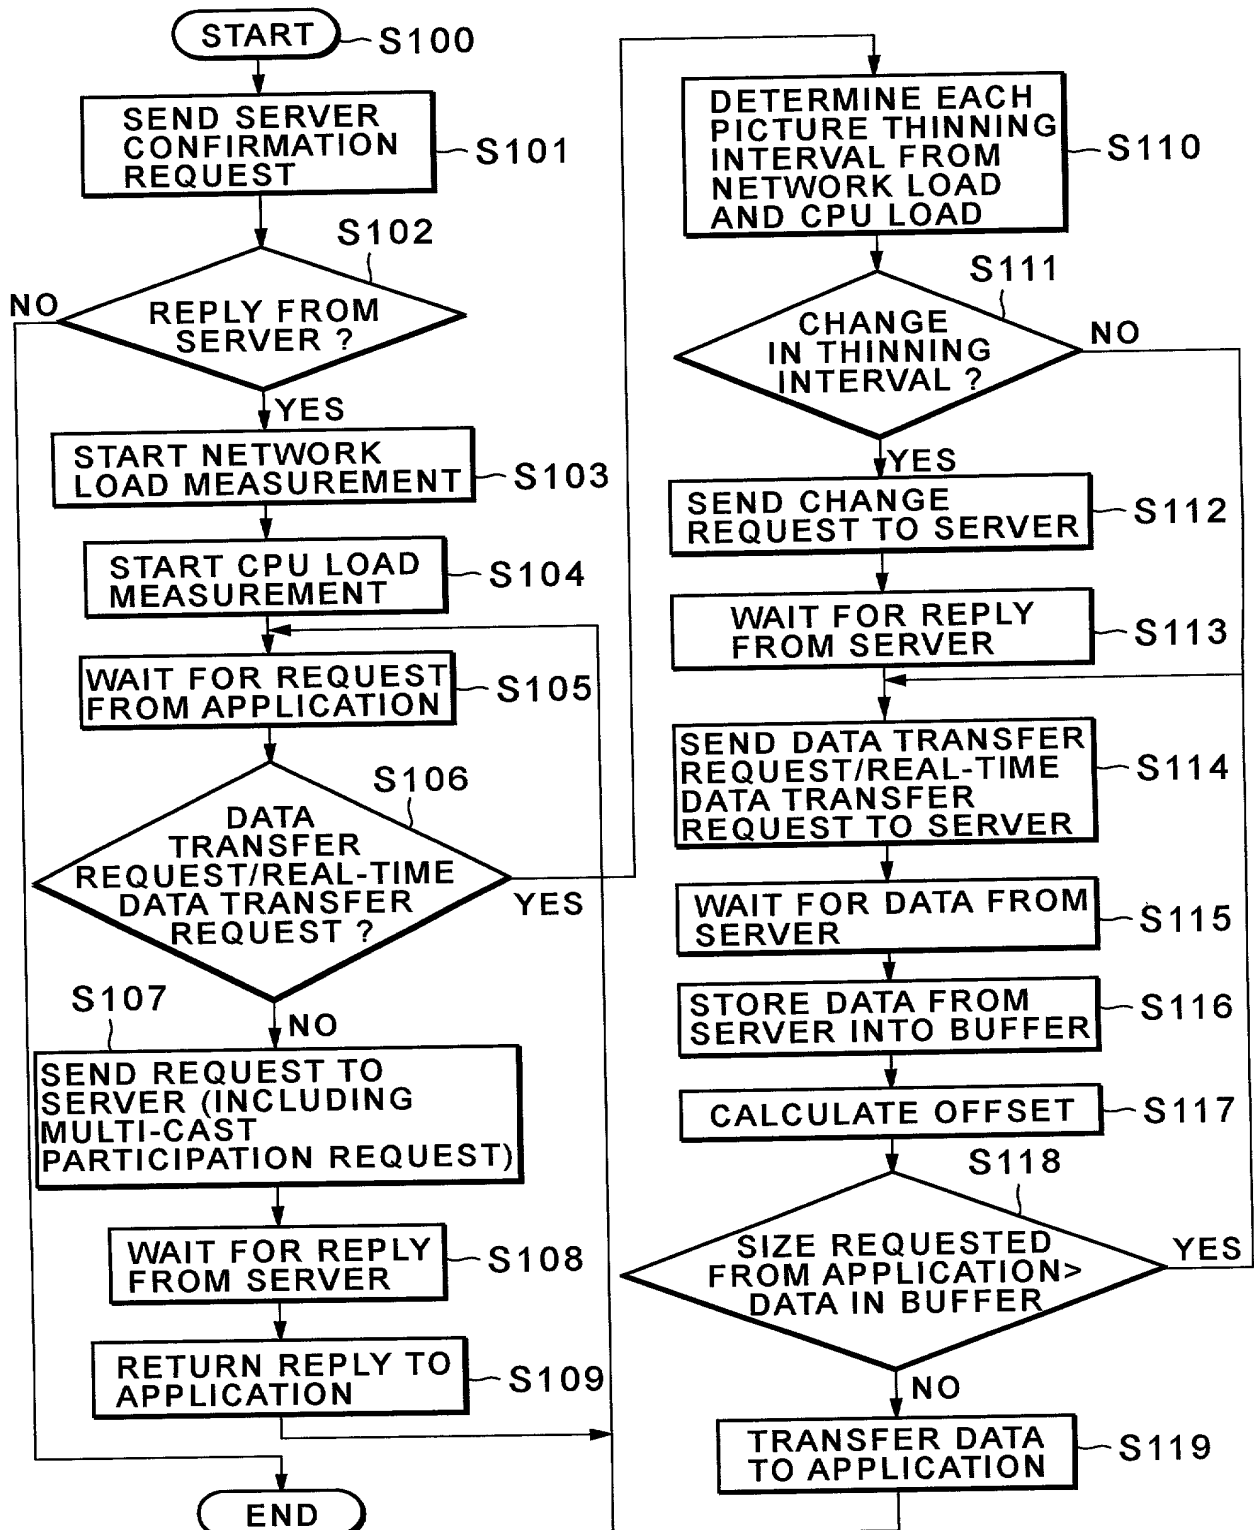 START
S100
SEND SERVER
CONFIRMATION
REQUEST
S101
S102
NO
REPLY FROM
SERVER ?
YES
START NETWORK
LOAD MEASUREMENT
S103
START CPU LOAD
MEASUREMENT
S104
WAIT FOR REQUEST
FROM APPLICATION
S105
S106
DATA
TRANSFER
REQUEST/REAL-TIME
DATA TRANSFER
REQUEST ?
YES
S107
NO
SEND REQUEST TO
SERVER (INCLUDING
MULTI-CAST
PARTICIPATION REQUEST)
WAIT FOR REPLY
FROM SERVER
S108
RETURN REPLY TO
APPLICATION
S109
END
DETERMINE EACH
PICTURE THINNING
INTERVAL FROM
NETWORK LOAD
AND CPU LOAD
S110
S111
CHANGE
IN THINNING
INTERVAL ?
NO
YES
SEND CHANGE
REQUEST TO SERVER
S112
WAIT FOR REPLY
FROM SERVER
S113
SEND DATA TRANSFER
REQUEST/REAL-TIME
DATA TRANSFER
REQUEST TO SERVER
S114
WAIT FOR DATA FROM
SERVER
S115
STORE DATA FROM
SERVER INTO BUFFER
S116
CALCULATE OFFSET
S117
S118
SIZE REQUESTED
FROM APPLICATION>
DATA IN BUFFER
YES
NO
TRANSFER DATA
TO APPLICATION
S119